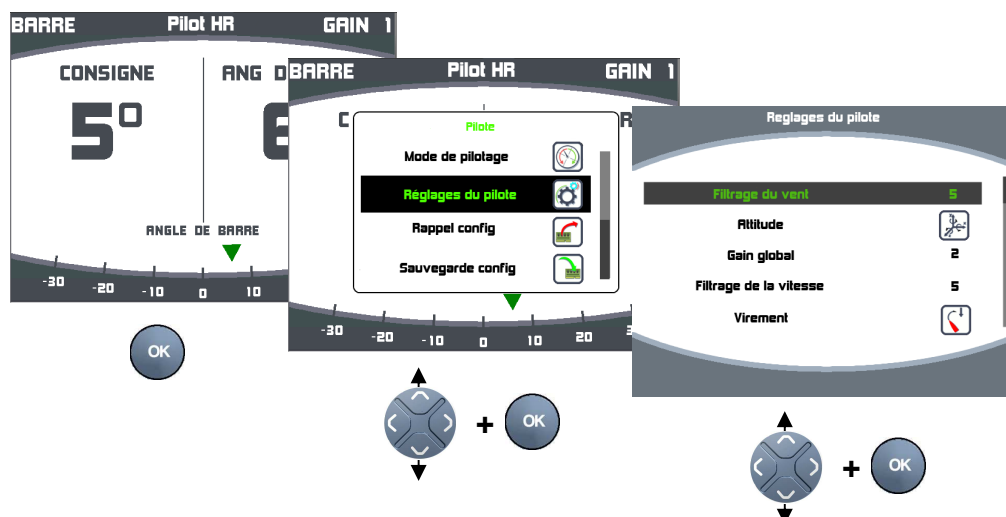 BARRE Pilot HR GAIN 1
CONSIGNE ANG D
5°
ANGLE DE BARRE
-30 -20 -10 0 10
OK
BARRE Pilot HR GAIN 1
C R
Pilote
Mode de pilotage
Réglages du pilote
Rappel config
Sauvegarde config
-30 -20 -10 0 10 20
+ OK
Reglages du pilote
Filtrage du vent 5
Attitude
Gain global 2
Filtrage de la vitesse 5
Virement
+ OK